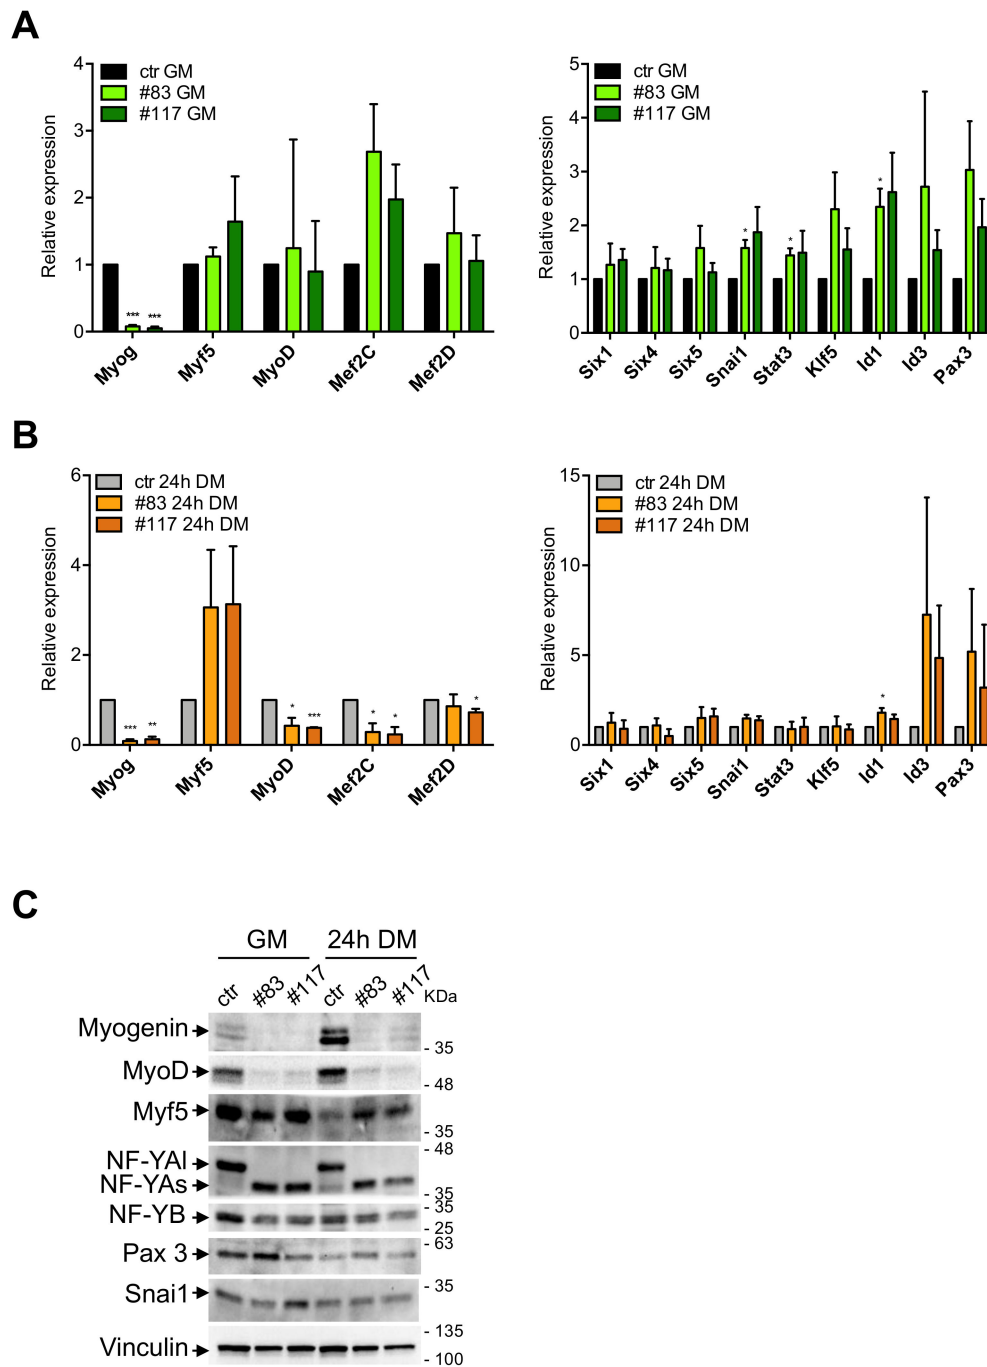 A
4
3
2
1
0
Relative expression
ctr GM
#83 GM
#117 GM
*** ***
Myog
Myf5
MyoD
Mef2C
Mef2D
5
4
3
2
1
0
Relative expression
ctr GM
#83 GM
#117 GM
*
*
*
Six1
Six4
Six5
Snai1
Stat3
Klf5
Id1
Id3
Pax3
B
6
4
2
0
Relative expression
ctr 24h DM
#83 24h DM
#117 24h DM
*** **
* ***
* *
*
Myog
Myf5
MyoD
Mef2C
Mef2D
15
10
5
0
Relative expression
ctr 24h DM
#83 24h DM
#117 24h DM
*
Six1
Six4
Six5
Snai1
Stat3
Klf5
Id1
Id3
Pax3
C
GM 24h DM
ctr #83 #117 ctr #83 #117 KDa
Myogenin
- 35
MyoD
- 48
Myf5
- 35
- 48
NF-YAl
NF-YAs
- 35
- 35
NF-YB
- 25
- 63
Pax 3
- 35
Snai1
- 135
Vinculin
- 100